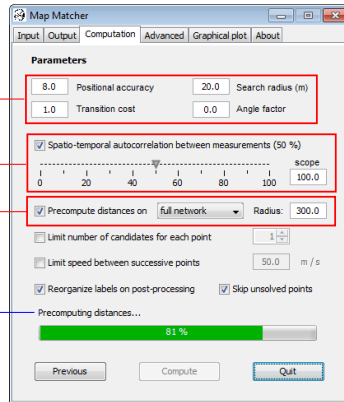 Map Matcher
Input Output Computation Advanced Graphical plot About
Parameters
8.0 Positional accuracy 20.0 Search radius (m)
1.0 Transition cost 0.0 Angle factor
Spatio-temporal autocorrelation between measurements (50 %)
scope
0 20 40 60 80 100 100.0
Precompute distances on full network Radius: 300.0
Limit number of candidates for each point 1
Limit speed between successive points 50.0 m / s
Reorganize labels on post-processing Skip unsolved points
Precomputing distances...
81 %
Previous Compute Quit